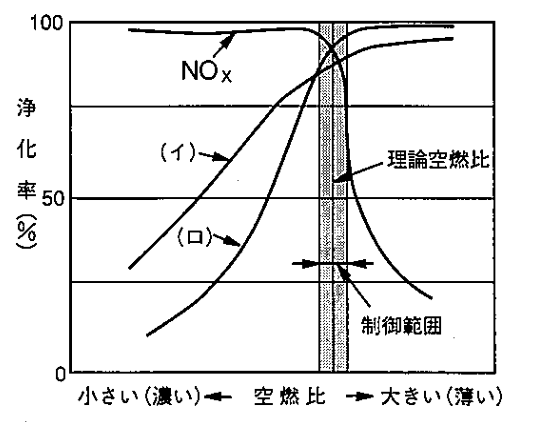 100
NOx
浄化率(%)
(イ)
理論空燃比
50
(ロ)
制御範囲
0
小さい(濃い) ← 空燃比 → 大きい(薄い)